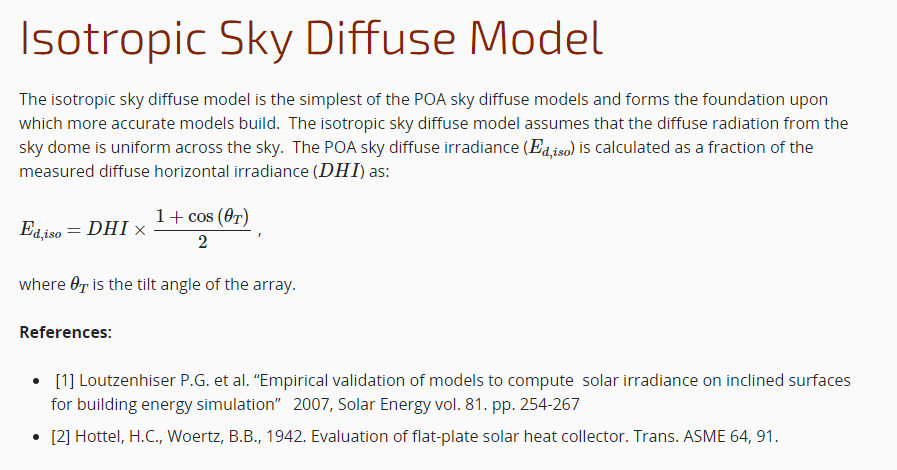 Isotropic Sky Diffuse Model
The isotropic sky diffuse model is the simplest of the POA sky diffuse models and forms the foundation upon
which more accurate models build.  The isotropic sky diffuse model assumes that the diffuse radiation from the
sky dome is uniform across the sky.  The POA sky diffuse irradiance (E_{d,iso}) is calculated as a fraction of the
measured diffuse horizontal irradiance (DHI) as:
E_{d,iso} = DHI × \frac{1 + cos (θ_T)}{2} ,
where θ_T is the tilt angle of the array.
References:
• [1] Loutzenhiser P.G. et al. “Empirical validation of models to compute  solar irradiance on inclined surfaces
for building energy simulation”   2007, Solar Energy vol. 81. pp. 254-267
• [2] Hottel, H.C., Woertz, B.B., 1942. Evaluation of flat-plate solar heat collector. Trans. ASME 64, 91.